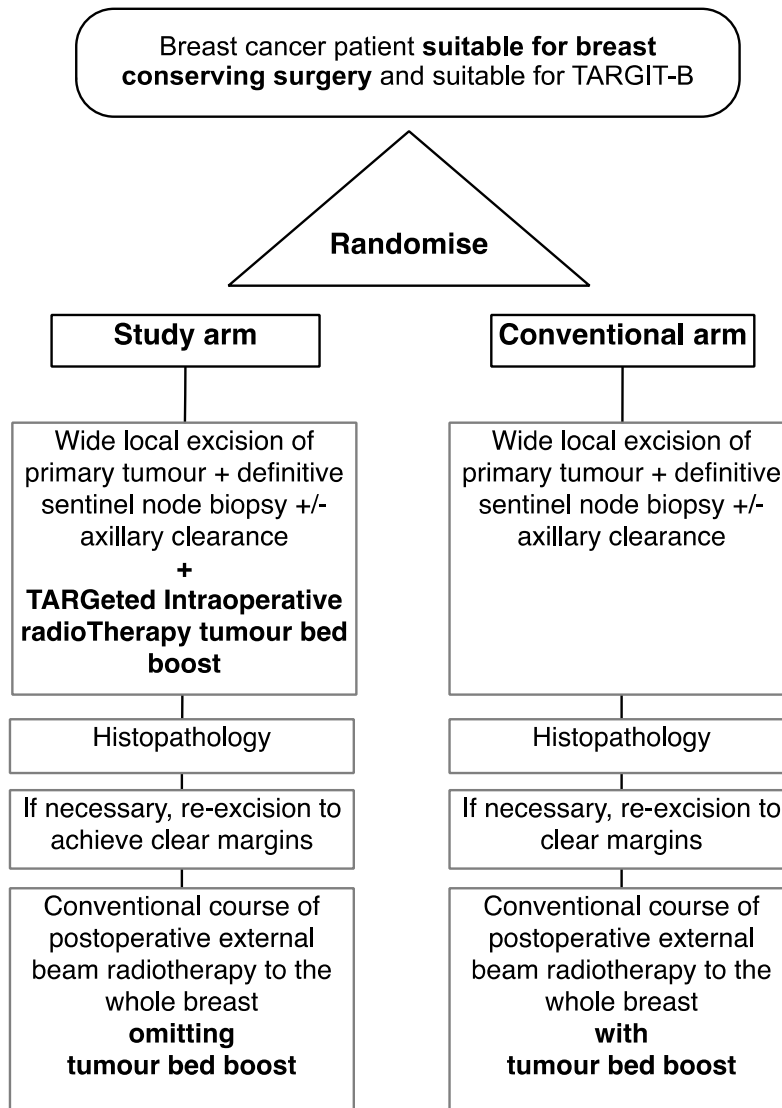 Breast cancer patient suitable for breast
conserving surgery and suitable for TARGIT-B
Randomise
Study arm
Wide local excision of
primary tumour + definitive
sentinel node biopsy +/-
axillary clearance
+
TARGeted Intraoperative
radioTherapy tumour bed
boost
Histopathology
If necessary, re-excision to
achieve clear margins
Conventional course of
postoperative external
beam radiotherapy to the
whole breast
omitting
tumour bed boost
Conventional arm
Wide local excision of
primary tumour + definitive
sentinel node biopsy +/-
axillary clearance
Histopathology
If necessary, re-excision to
clear margins
Conventional course of
postoperative external
beam radiotherapy to the
whole breast
with
tumour bed boost